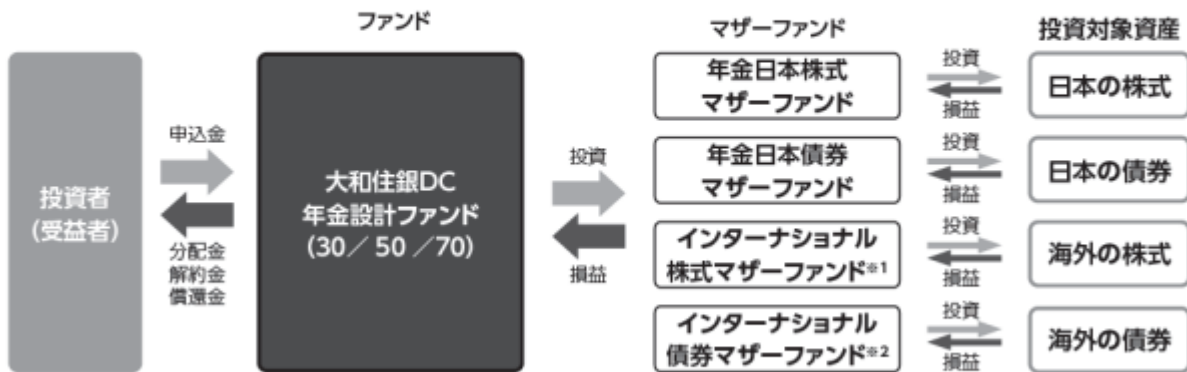 ファンド
マザーファンド
投資対象資産
投資者
(受益者)
申込金
分配金
解約金
償還金
大和住銀DC
年金設計ファンド
(30/ 50 /70)
投資
損益
年金日本株式
マザーファンド
投資
損益
日本の株式
年金日本債券
マザーファンド
投資
損益
日本の債券
インターナショナル
株式マザーファンド※1
投資
損益
海外の株式
インターナショナル
債券マザーファンド※2
投資
損益
海外の債券